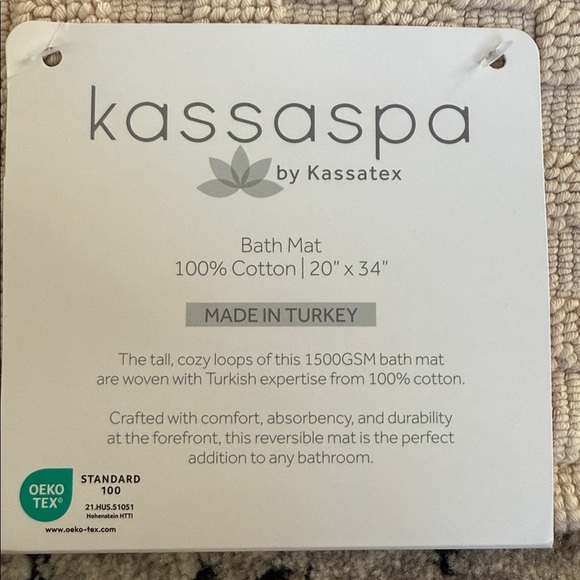 kassaspa
by Kassatex
Bath Mat
100% Cotton | 20" x 34"
MADE IN TURKEY
The tall, cozy loops of this 1500GSM bath mat
are woven with Turkish expertise from 100% cotton.
Crafted with comfort, absorbency, and durability
at the forefront, this reversible mat is the perfect
addition to any bathroom.
OEKO
TEX®
STANDARD
100
21.HUS.51051
Hohenstein HTTI
www.oeko-tex.com